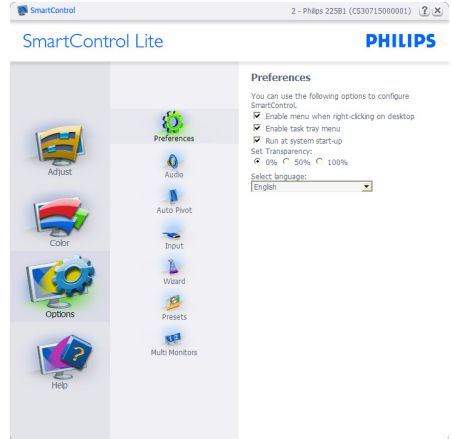 SmartControl
2 - Philips 225B1 (CS30715000001)
SmartControl Lite
PHILIPS
Adjust
Color
Options
Help
Preferences
Audio
Auto Pivot
Input
Wizard
Presets
Multi Monitors
Preferences
You can use the following options to configure
SmartControl.
Enable menu when right-clicking on desktop
Enable task tray menu
Run at system start-up
Set Transparency:
0% 50% 100%
Select language:
English